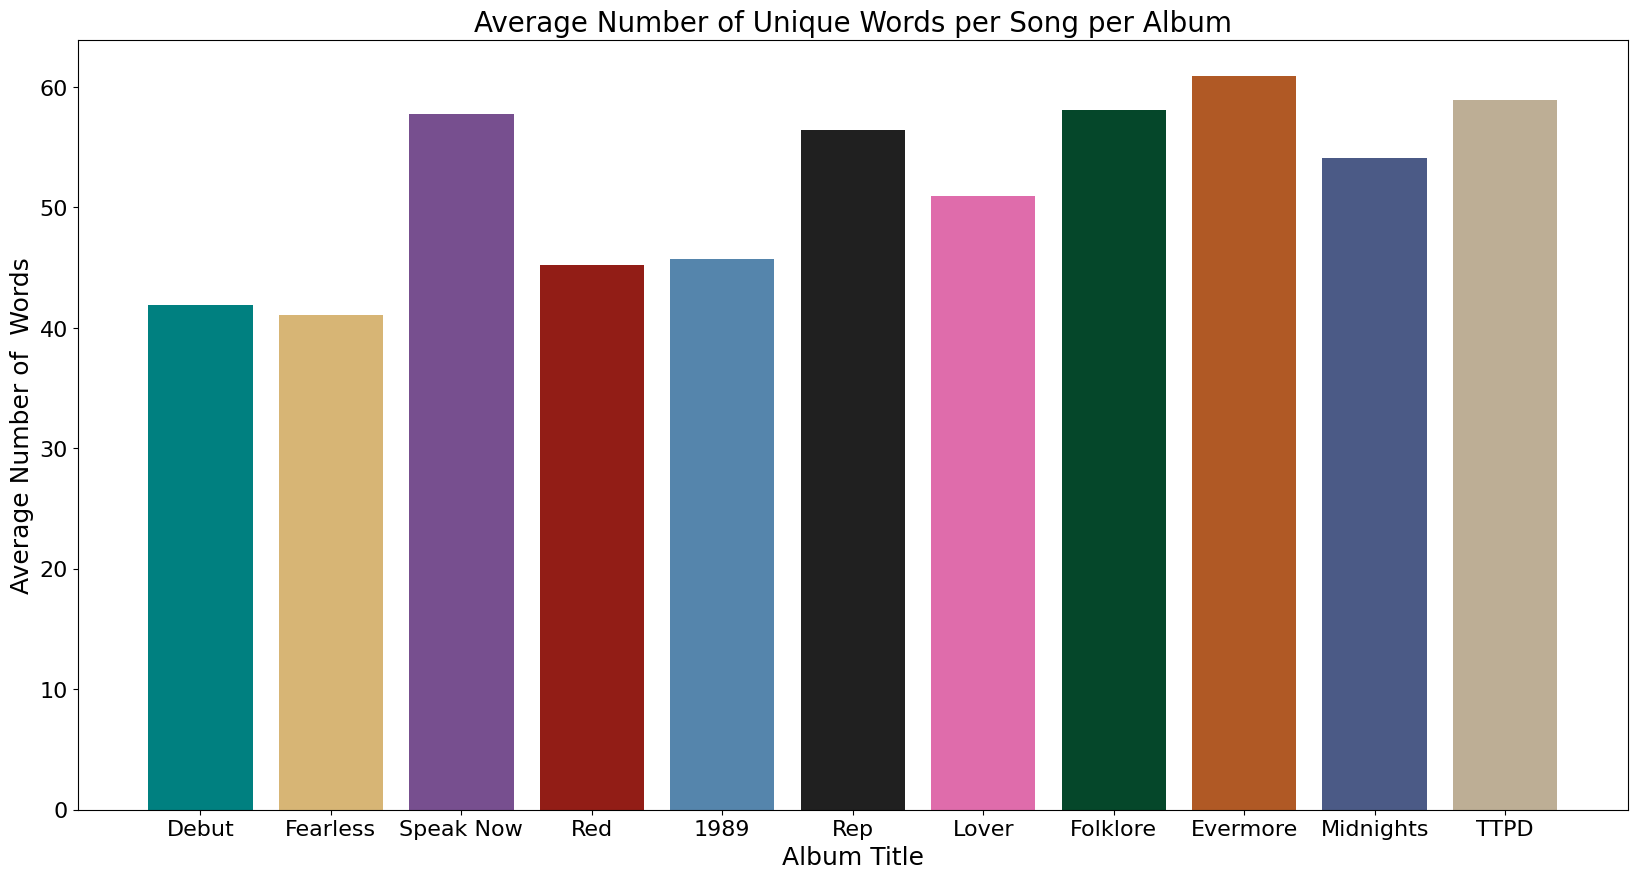 Average Number of Unique Words per Song per Album
60
50
40
30
20
10
0
Average Number of  Words
Debut Fearless Speak Now Red 1989 Rep Lover Folklore Evermore Midnights TTPD
Album Title